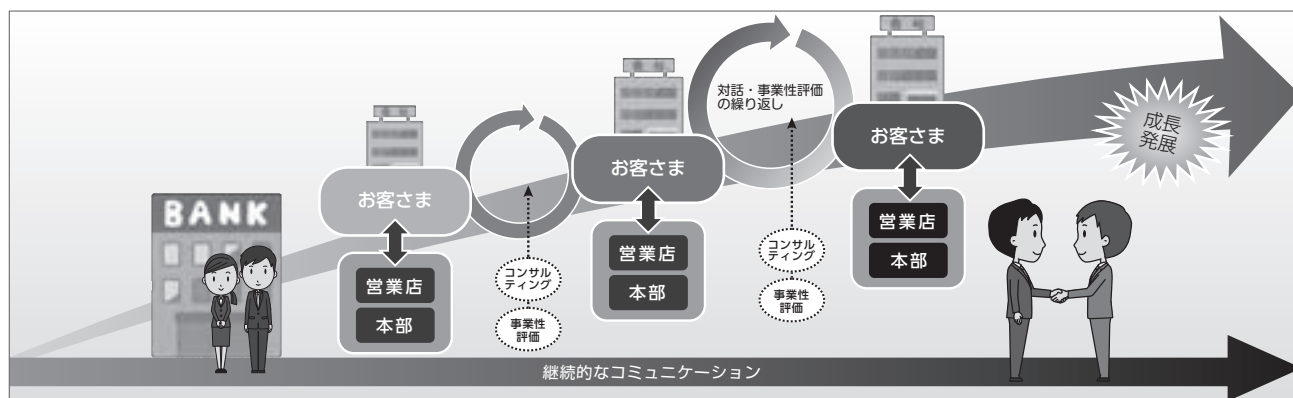 BANK
お客さま
営業店
本部
コンサル
ティング
事業性
評価
お客さま
営業店
本部
対話・事業性評価
の繰り返し
コンサル
ティング
事業性
評価
お客さま
営業店
本部
成長
発展
継続的なコミュニケーション